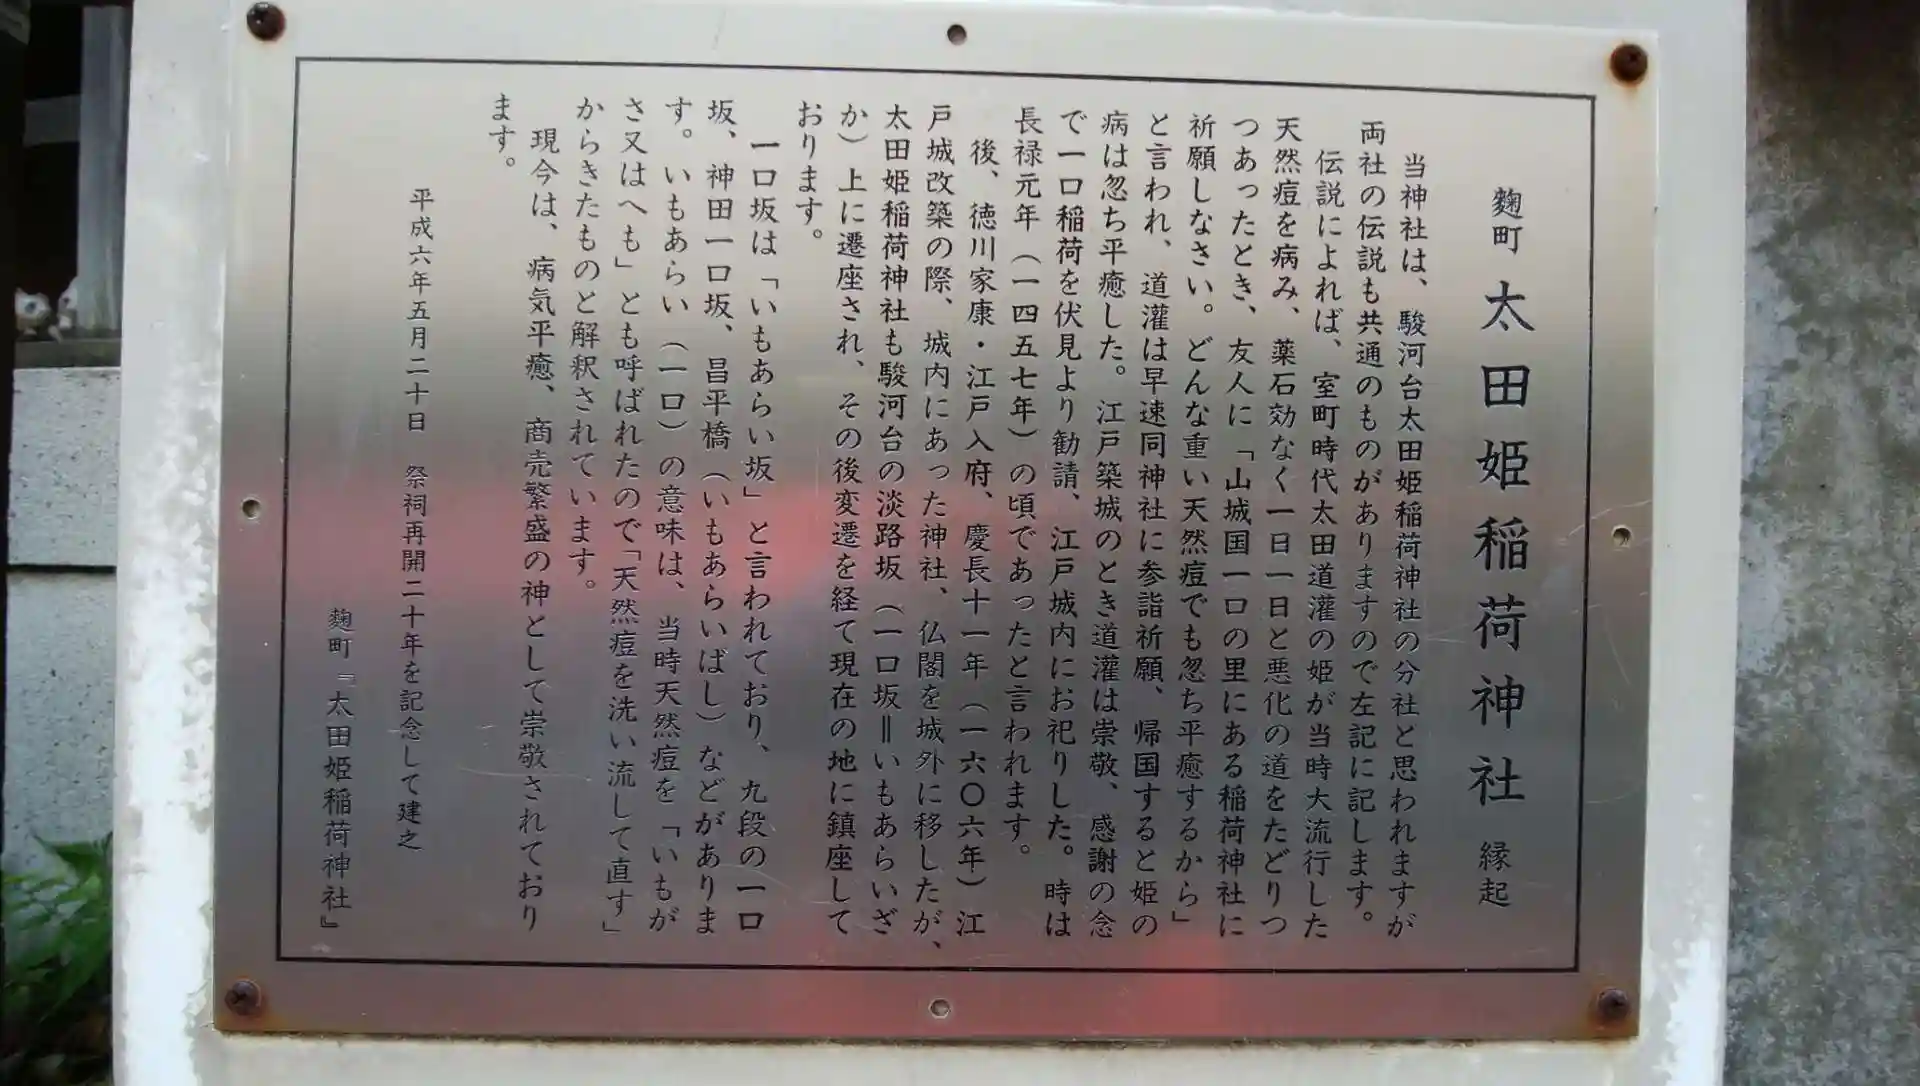 麴町 太田姫稲荷神社 縁起
当神社は、駿河台太田姫稲荷神社の分社と思われますが
両社の伝説も共通のものがありますので左記に記します。
伝説によれば、室町時代太田道灌の姫が当時大流行した
天然痘を病み、薬石効なく一日一日と悪化の道をたどりつ
つあったとき、友人に「山城国一口の里にある稲荷神社に
祈願しなさい。どんな重い天然痘でも忽ち平癒するから」
と言われ、道灌は早速同神社に参詣祈願、帰国すると姫の
病は忽ち平癒した。江戸築城のとき道灌は崇敬、感謝の念
で一口稲荷を伏見より勧請、江戸城内にお祀りした。時は
長禄元年（一四五七年）の頃であったと言われます。
後、徳川家康・江戸入府、慶長十一年（一六〇六年）江
戸城改築の際、城内にあった神社、仏閣を城外に移したが、
太田姫稲荷神社も駿河台の淡路坂（一口坂＝いもあらいざ
か）上に遷座され、その後変遷を経て現在の地に鎮座して
おります。
一口坂は「いもあらい坂」と言われており、九段の一口
坂、神田一口坂、昌平橋（いもあらいばし）などがありま
す。いもあらい（一口）の意味は、当時天然痘を「いもが
さ又はへも」とも呼ばれたので「天然痘を洗い流して直す」
からきたものと解釈されています。
現今は、病気平癒、商売繁盛の神として崇敬されており
ます。
平成六年五月二十日 祭祠再開二十年を記念して建之
麴町『太田姫稲荷神社』